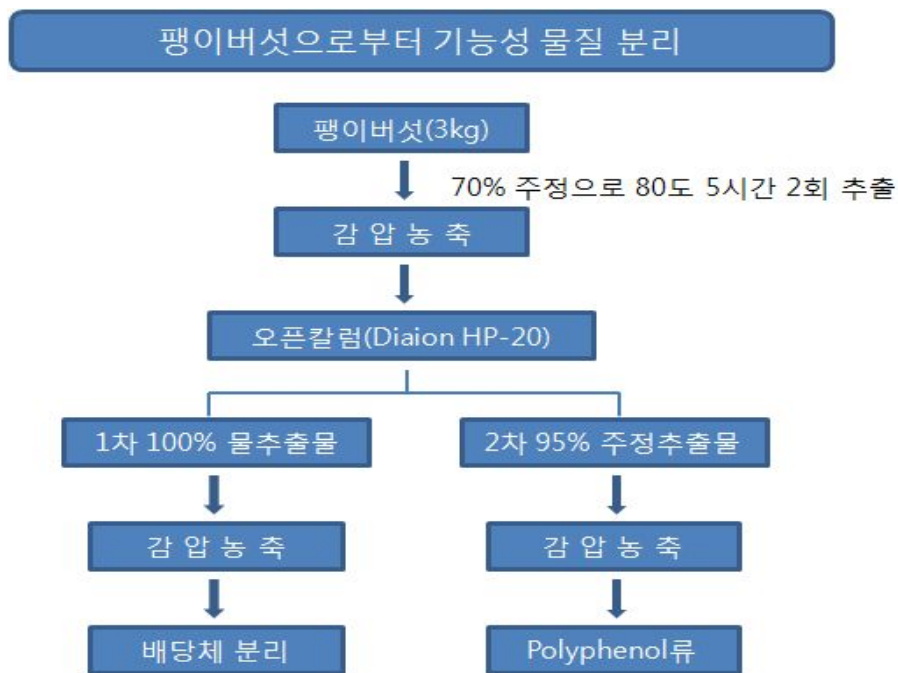 팽이버섯으로부터 기능성 물질 분리
팽이버섯(3kg)
70% 주정으로 80도 5시간 2회 추출
감 압 농 축
오픈칼럼(Diaion HP-20)
1차 100% 물추출물
2차 95% 주정추출물
감 압 농 축
감 압 농 축
배당체 분리
Polyphenol류